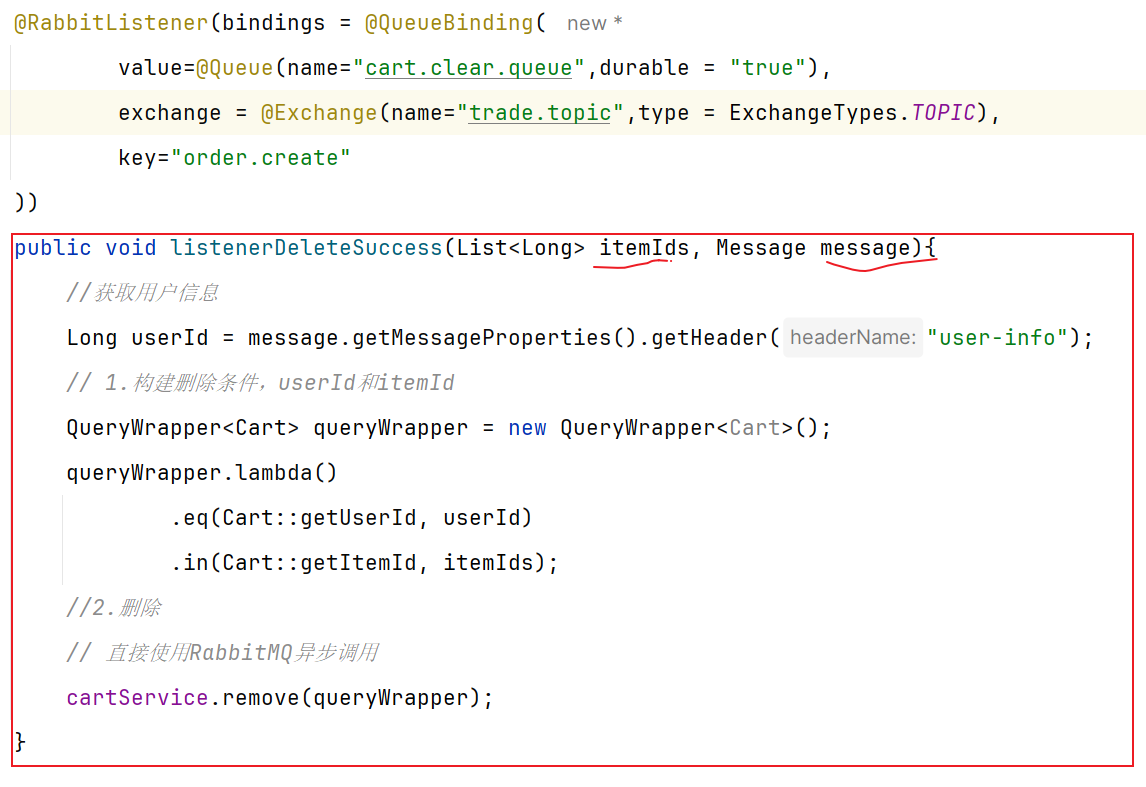 @RabbitListener(bindings = @QueueBinding( new *
value=@Queue(name="cart.clear.queue",durable = "true"),
exchange = @Exchange(name="trade.topic",type = ExchangeTypes.TOPIC),
key="order.create"
))
public void listenerDeleteSuccess(List<Long> itemIds, Message message){
//获取用户信息
Long userId = message.getMessageProperties().getHeader( headerName: "user-info");
// 1.构建删除条件，userId和itemId
QueryWrapper<Cart> queryWrapper = new QueryWrapper<Cart>();
queryWrapper.lambda()
.eq(Cart::getUserId, userId)
.in(Cart::getItemId, itemIds);
//2.删除
// 直接使用RabbitMQ异步调用
cartService.remove(queryWrapper);
}